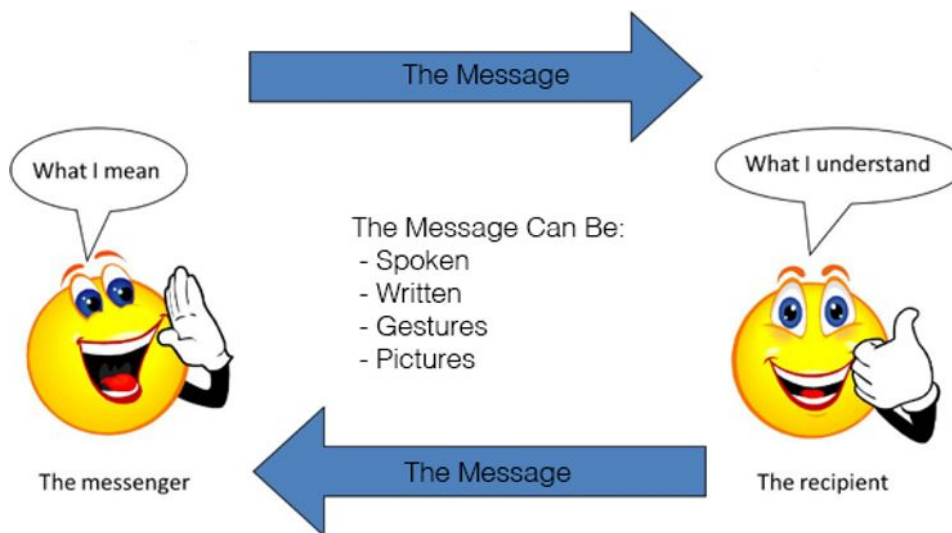 The Message
What I mean
What I understand
The Message Can Be:
- Spoken
- Written
- Gestures
- Pictures
The messenger
The Message
The recipient